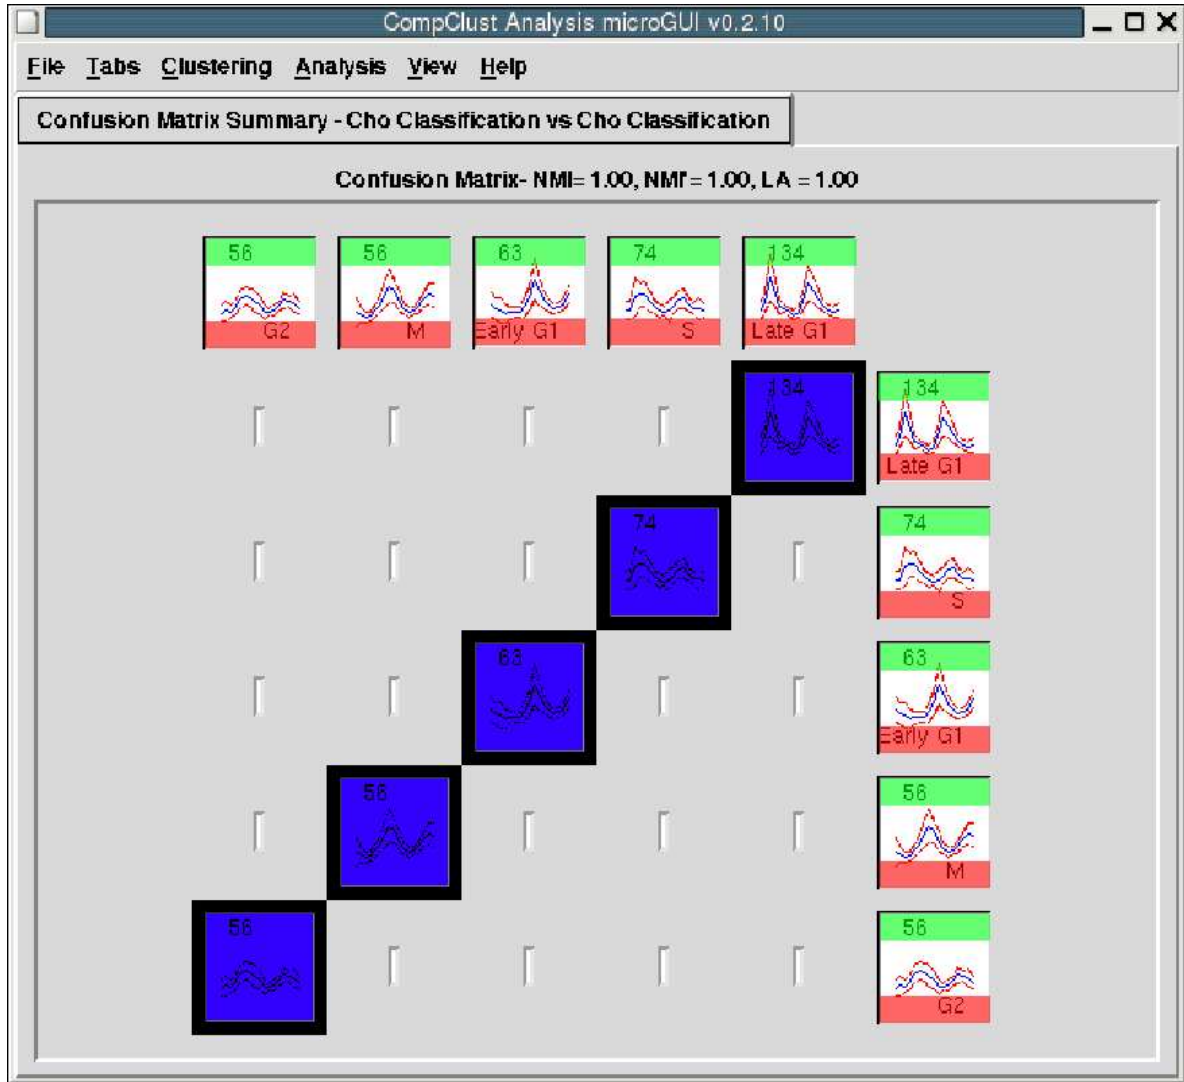 CompClust Analysis microGUI v0.2.10
File Tabs Clustering Analysis View Help
Confusion Matrix Summary - Cho Classification vs Cho Classification
Confusion Matrix- NMI= 1.00, NMI'= 1.00, LA = 1.00
56 56 63 74 134
G2 M Early G1 S Late G1
134 134
Late G1
74 74
S
63 63
Early G1
56 56
M
56 56
G2